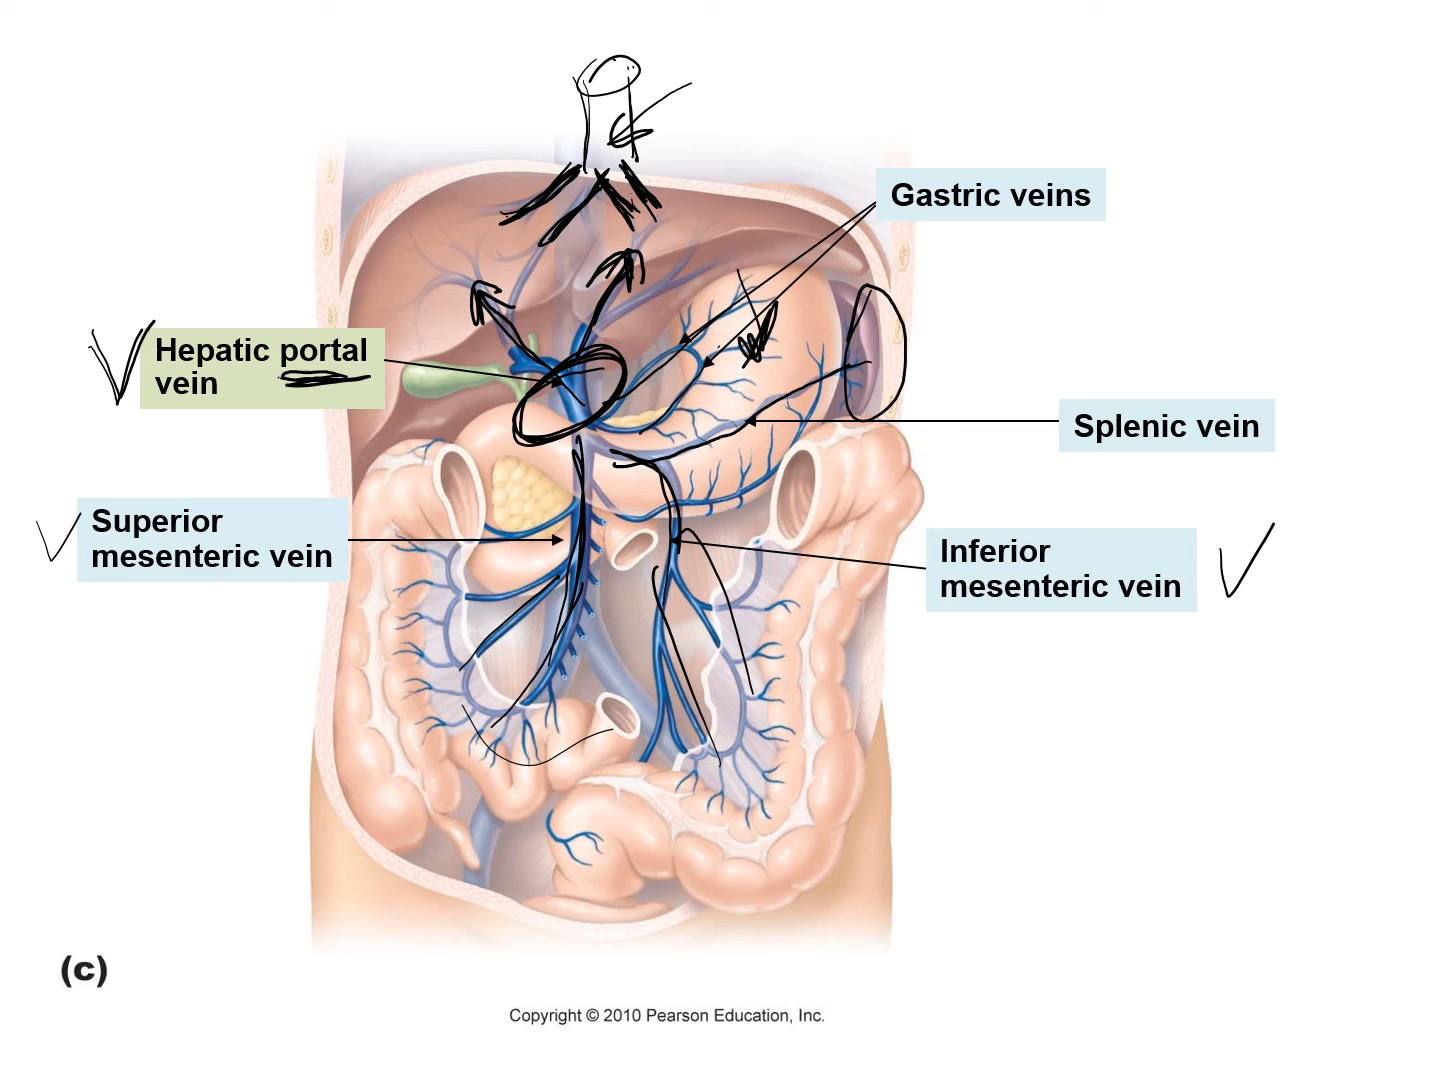 Gastric veins
Hepatic portal
vein
Splenic vein
Superior
mesenteric vein
Inferior
mesenteric vein
(c)
Copyright © 2010 Pearson Education, Inc.